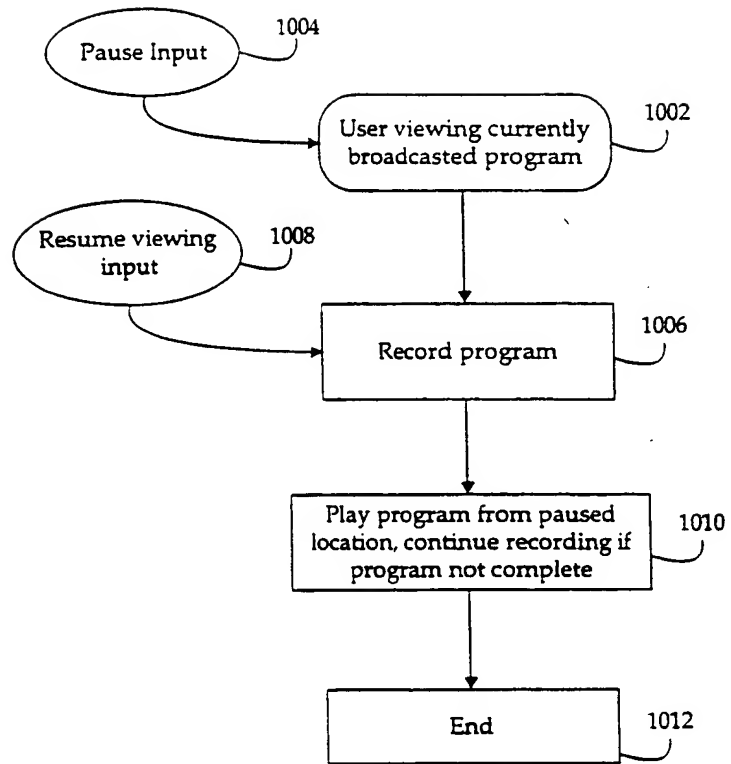 1004
Pause Input
1002
User viewing currently
broadcasted program
1008
Resume viewing
input
1006
Record program
Play program from paused
location, continue recording if
program not complete
1010
End
1012